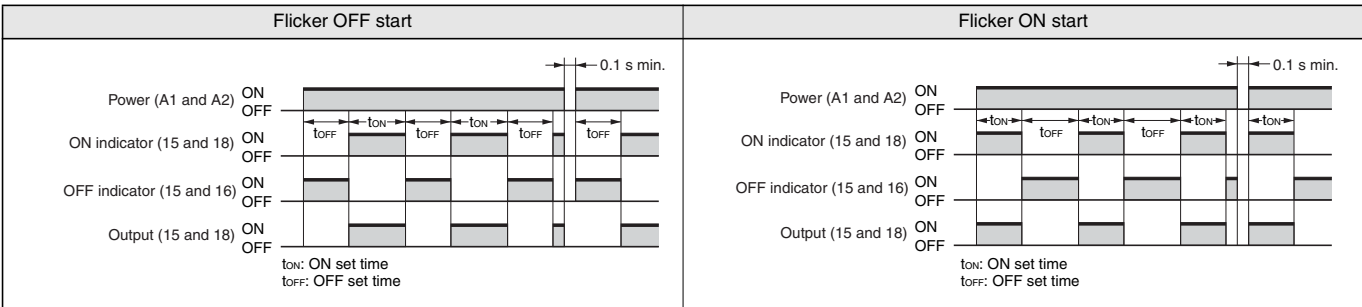 Flicker OFF start
0.1 s min.
Power (A1 and A2) ON
OFF
tOFF tON tOFF tON tOFF tOFF
ON indicator (15 and 18) ON
OFF
OFF indicator (15 and 16) ON
OFF
Output (15 and 18) ON
OFF
tON: ON set time
tOFF: OFF set time
Flicker ON start
0.1 s min.
Power (A1 and A2) ON
OFF
tON tOFF tON tOFF tON tON
ON indicator (15 and 18) ON
OFF
OFF indicator (15 and 16) ON
OFF
Output (15 and 18) ON
OFF
tON: ON set time
tOFF: OFF set time